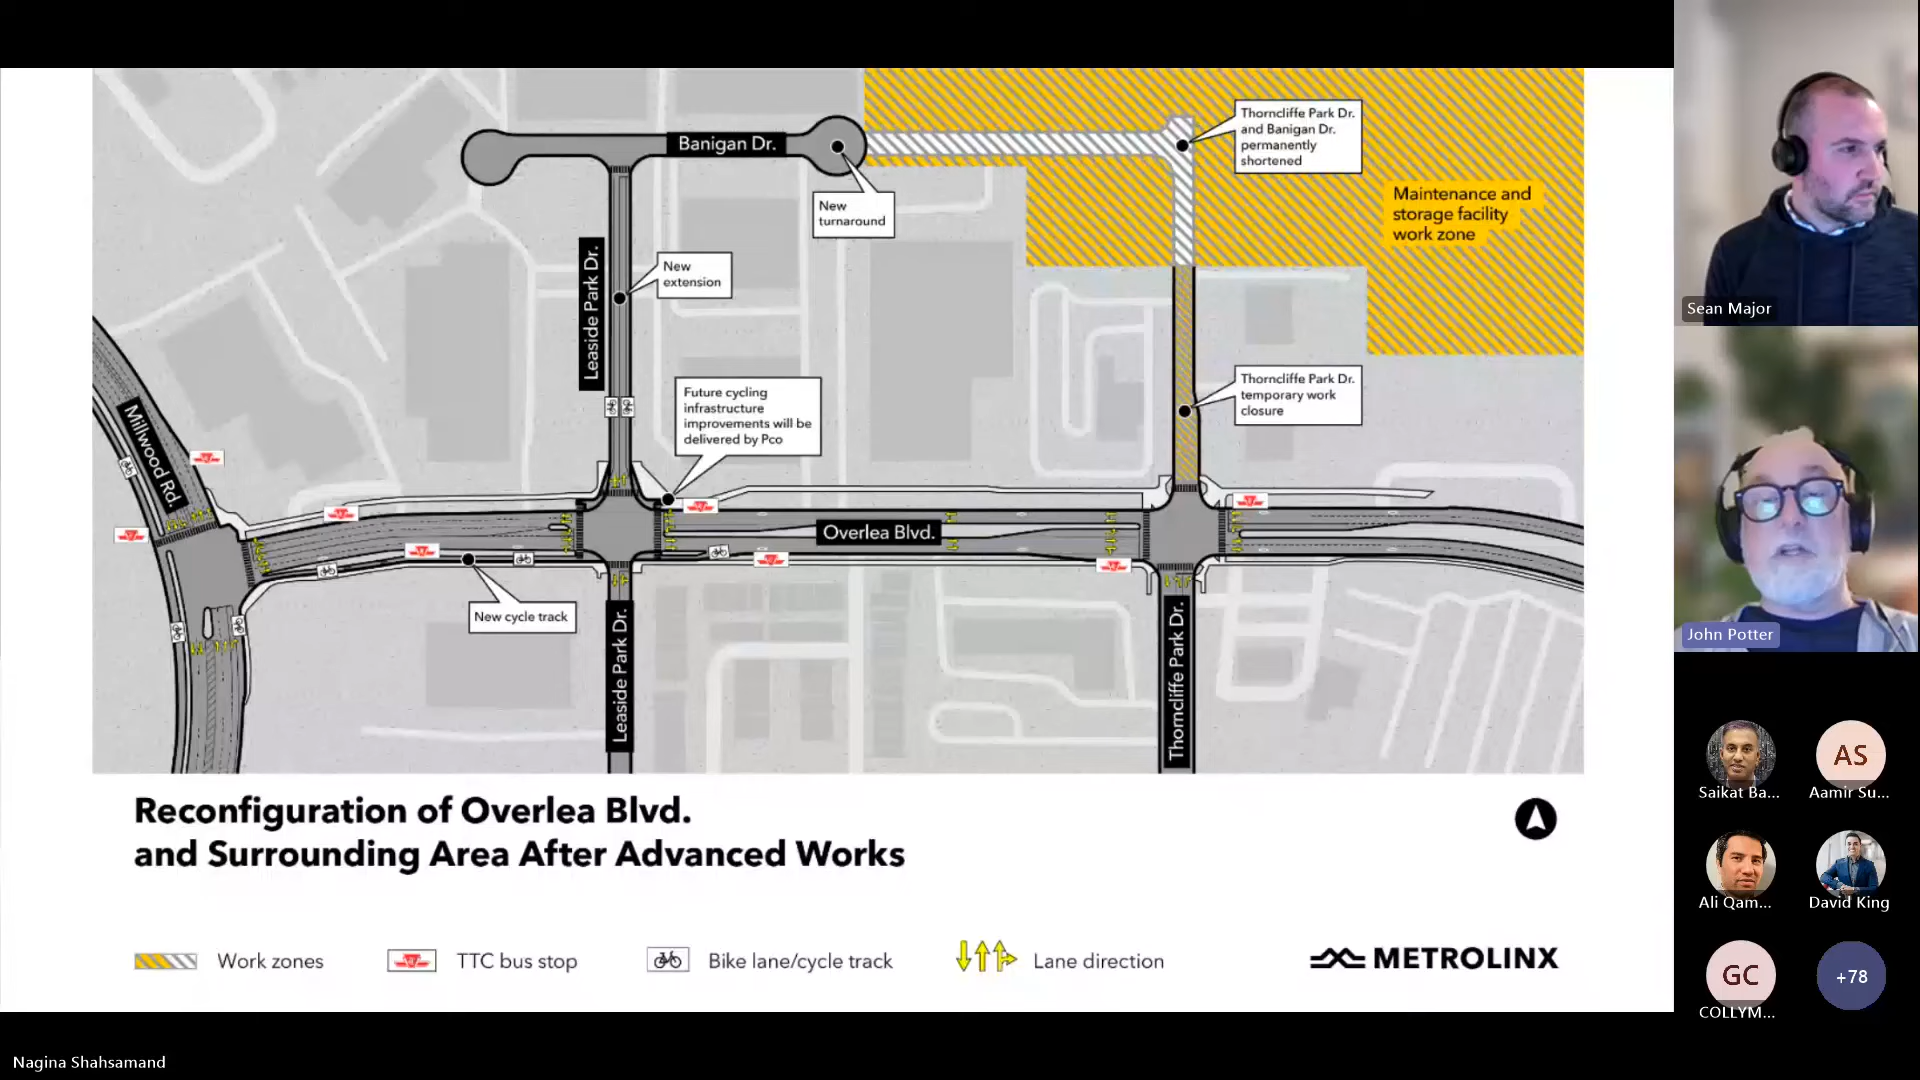 Banigan Dr.
Thorncliffe Park Dr.
and Banigan Dr.
permanently
shortened
Maintenance and
storage facility
work zone
New
turnaround
Leaside Park Dr.
New
extension
Future cycling
infrastructure
improvements will be
delivered by Pco
Thorncliffe Park Dr.
temporary work
closure
Millwood Rd.
Overlea Blvd.
New cycle track
Leaside Park Dr.
Thorncliffe Park Dr.
Reconfiguration of Overlea Blvd.
and Surrounding Area After Advanced Works
Work zones
TTC bus stop
Bike lane/cycle track
Lane direction
METROLINX
Nagina Shahsamand
Sean Major
John Potter
Saikat Ba...
AS
Aamir Su...
Ali Qam...
David King
GC
COLLYM...
+78